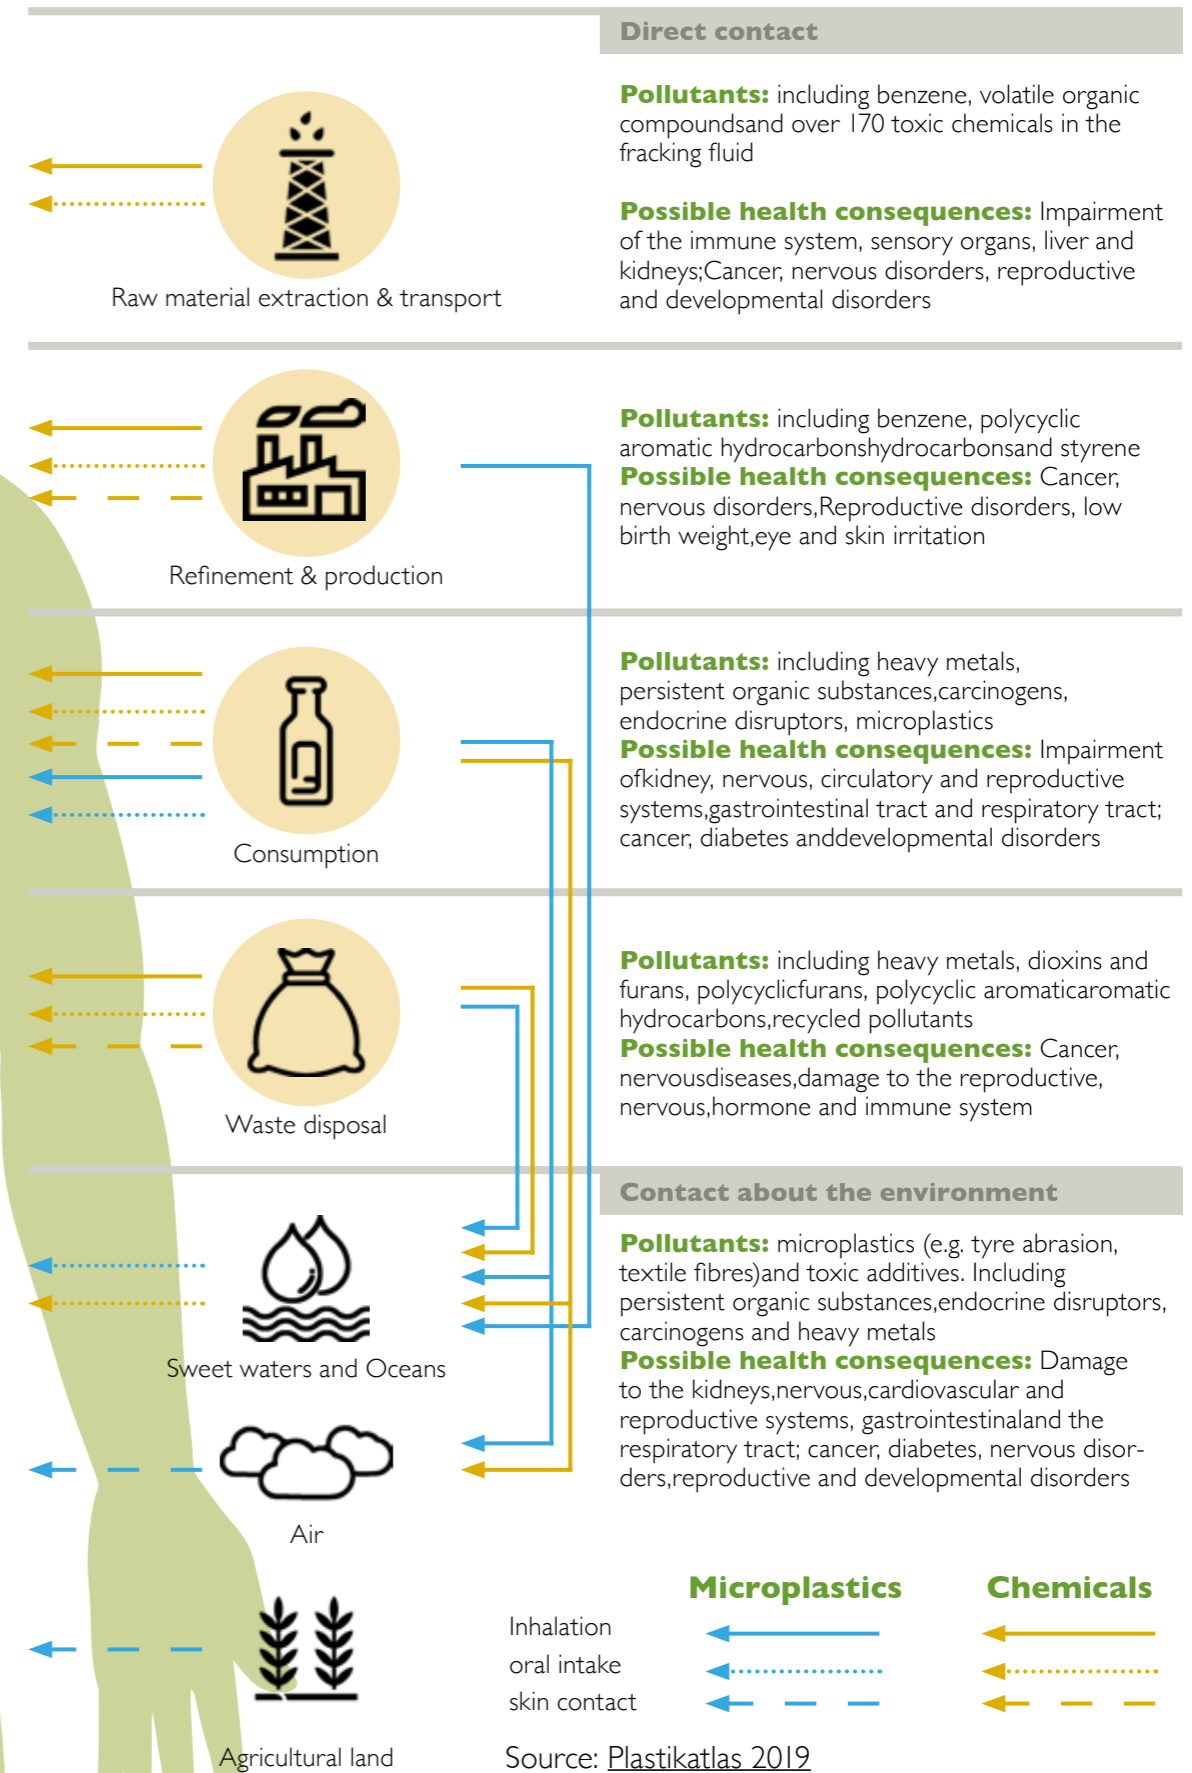 Direct contact
Pollutants: including benzene, volatile organic
compoundsand over 170 toxic chemicals in the
fracking fluid
Possible health consequences: Impairment
of the immune system, sensory organs, liver and
kidneys;Cancer, nervous disorders, reproductive
and developmental disorders
Raw material extraction & transport
Pollutants: including benzene, polycyclic
aromatic hydrocarbonshydrocarbonsand styrene
Possible health consequences: Cancer,
nervous disorders,Reproductive disorders, low
birth weight,eye and skin irritation
Refinement & production
Pollutants: including heavy metals,
persistent organic substances,carcinogens,
endocrine disruptors, microplastics
Possible health consequences: Impairment
ofkidney, nervous, circulatory and reproductive
systems,gastrointestinal tract and respiratory tract;
cancer, diabetes anddevelopmental disorders
Consumption
Pollutants: including heavy metals, dioxins and
furans, polycyclicfurans, polycyclic aromaticaromatic
hydrocarbons,recycled pollutants
Possible health consequences: Cancer,
nervousdiseases,damage to the reproductive,
nervous,hormone and immune system
Waste disposal
Contact about the environment
Pollutants: microplastics (e.g. tyre abrasion,
textile fibres)and toxic additives. Including
persistent organic substances,endocrine disruptors,
carcinogens and heavy metals
Possible health consequences: Damage
to the kidneys,nervous,cardiovascular and
reproductive systems, gastrointestinaland the
respiratory tract; cancer, diabetes, nervous disor-
ders,reproductive and developmental disorders
Sweet waters and Oceans
Air
Agricultural land
Microplastics Chemicals
Inhalation
oral intake
skin contact
Source: Plastikatlas 2019